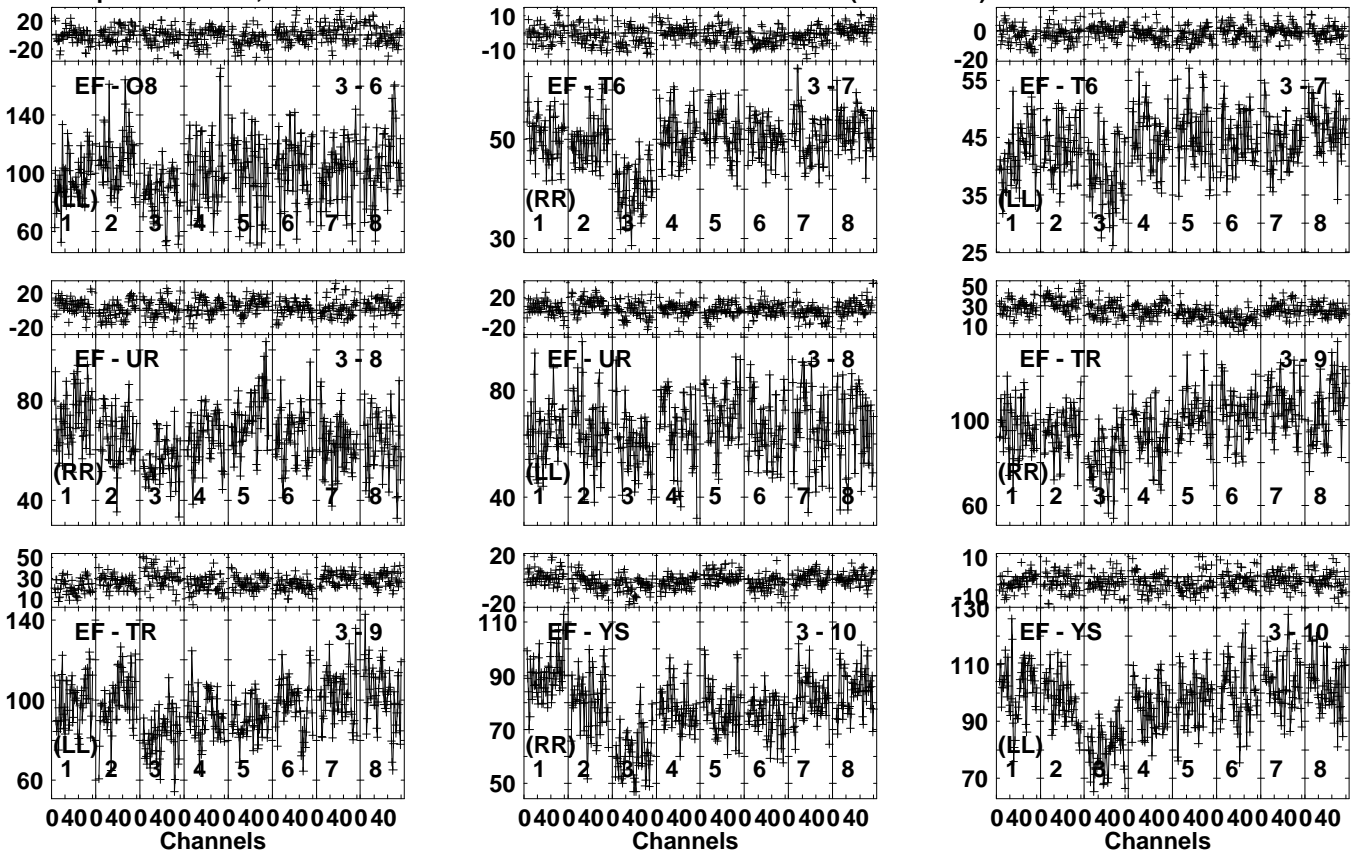 20 10 0
-20 -10 -20
EF - O8 3 - 6 EF - T6 3 - 7 EF - T6 3 - 7
140 50 55
100 45
(LL) (RR) 35 (LL)
60 1 2 3 4 5 6 7 8 30 1 2 3 4 5 6 7 8 25 1 2 3 4 5 6 7 8
20 20 50
-20 -20 30
10
EF - UR 3 - 8 EF - UR 3 - 8 EF - TR 3 - 9
80 80 100
(RR) (LL) (RR)
40 1 2 3 4 5 6 7 8 40 1 2 3 4 5 6 7 8 60 1 2 3 4 5 6 7 8
50 20 10
30
10 -20 -10
EF - TR 3 - 9 EF - YS 3 - 10 EF - YS 3 - 10
140 110 130
100 90 110
70 90
(LL) (RR) (LL)
60 1 2 3 4 5 6 7 8 50 1 2 3 4 5 6 7 8 70 1 2 3 4 5 6 7 8
0 40 0 40 0 40 0 40 0 40 0 40 0 40 0 40 0 40 0 40 0 40 0 40 0 40 0 40 0 40 0 40 0 40 0 40 0 40 0 40 0 40 0 40 0 40 0 40
Channels Channels Channels